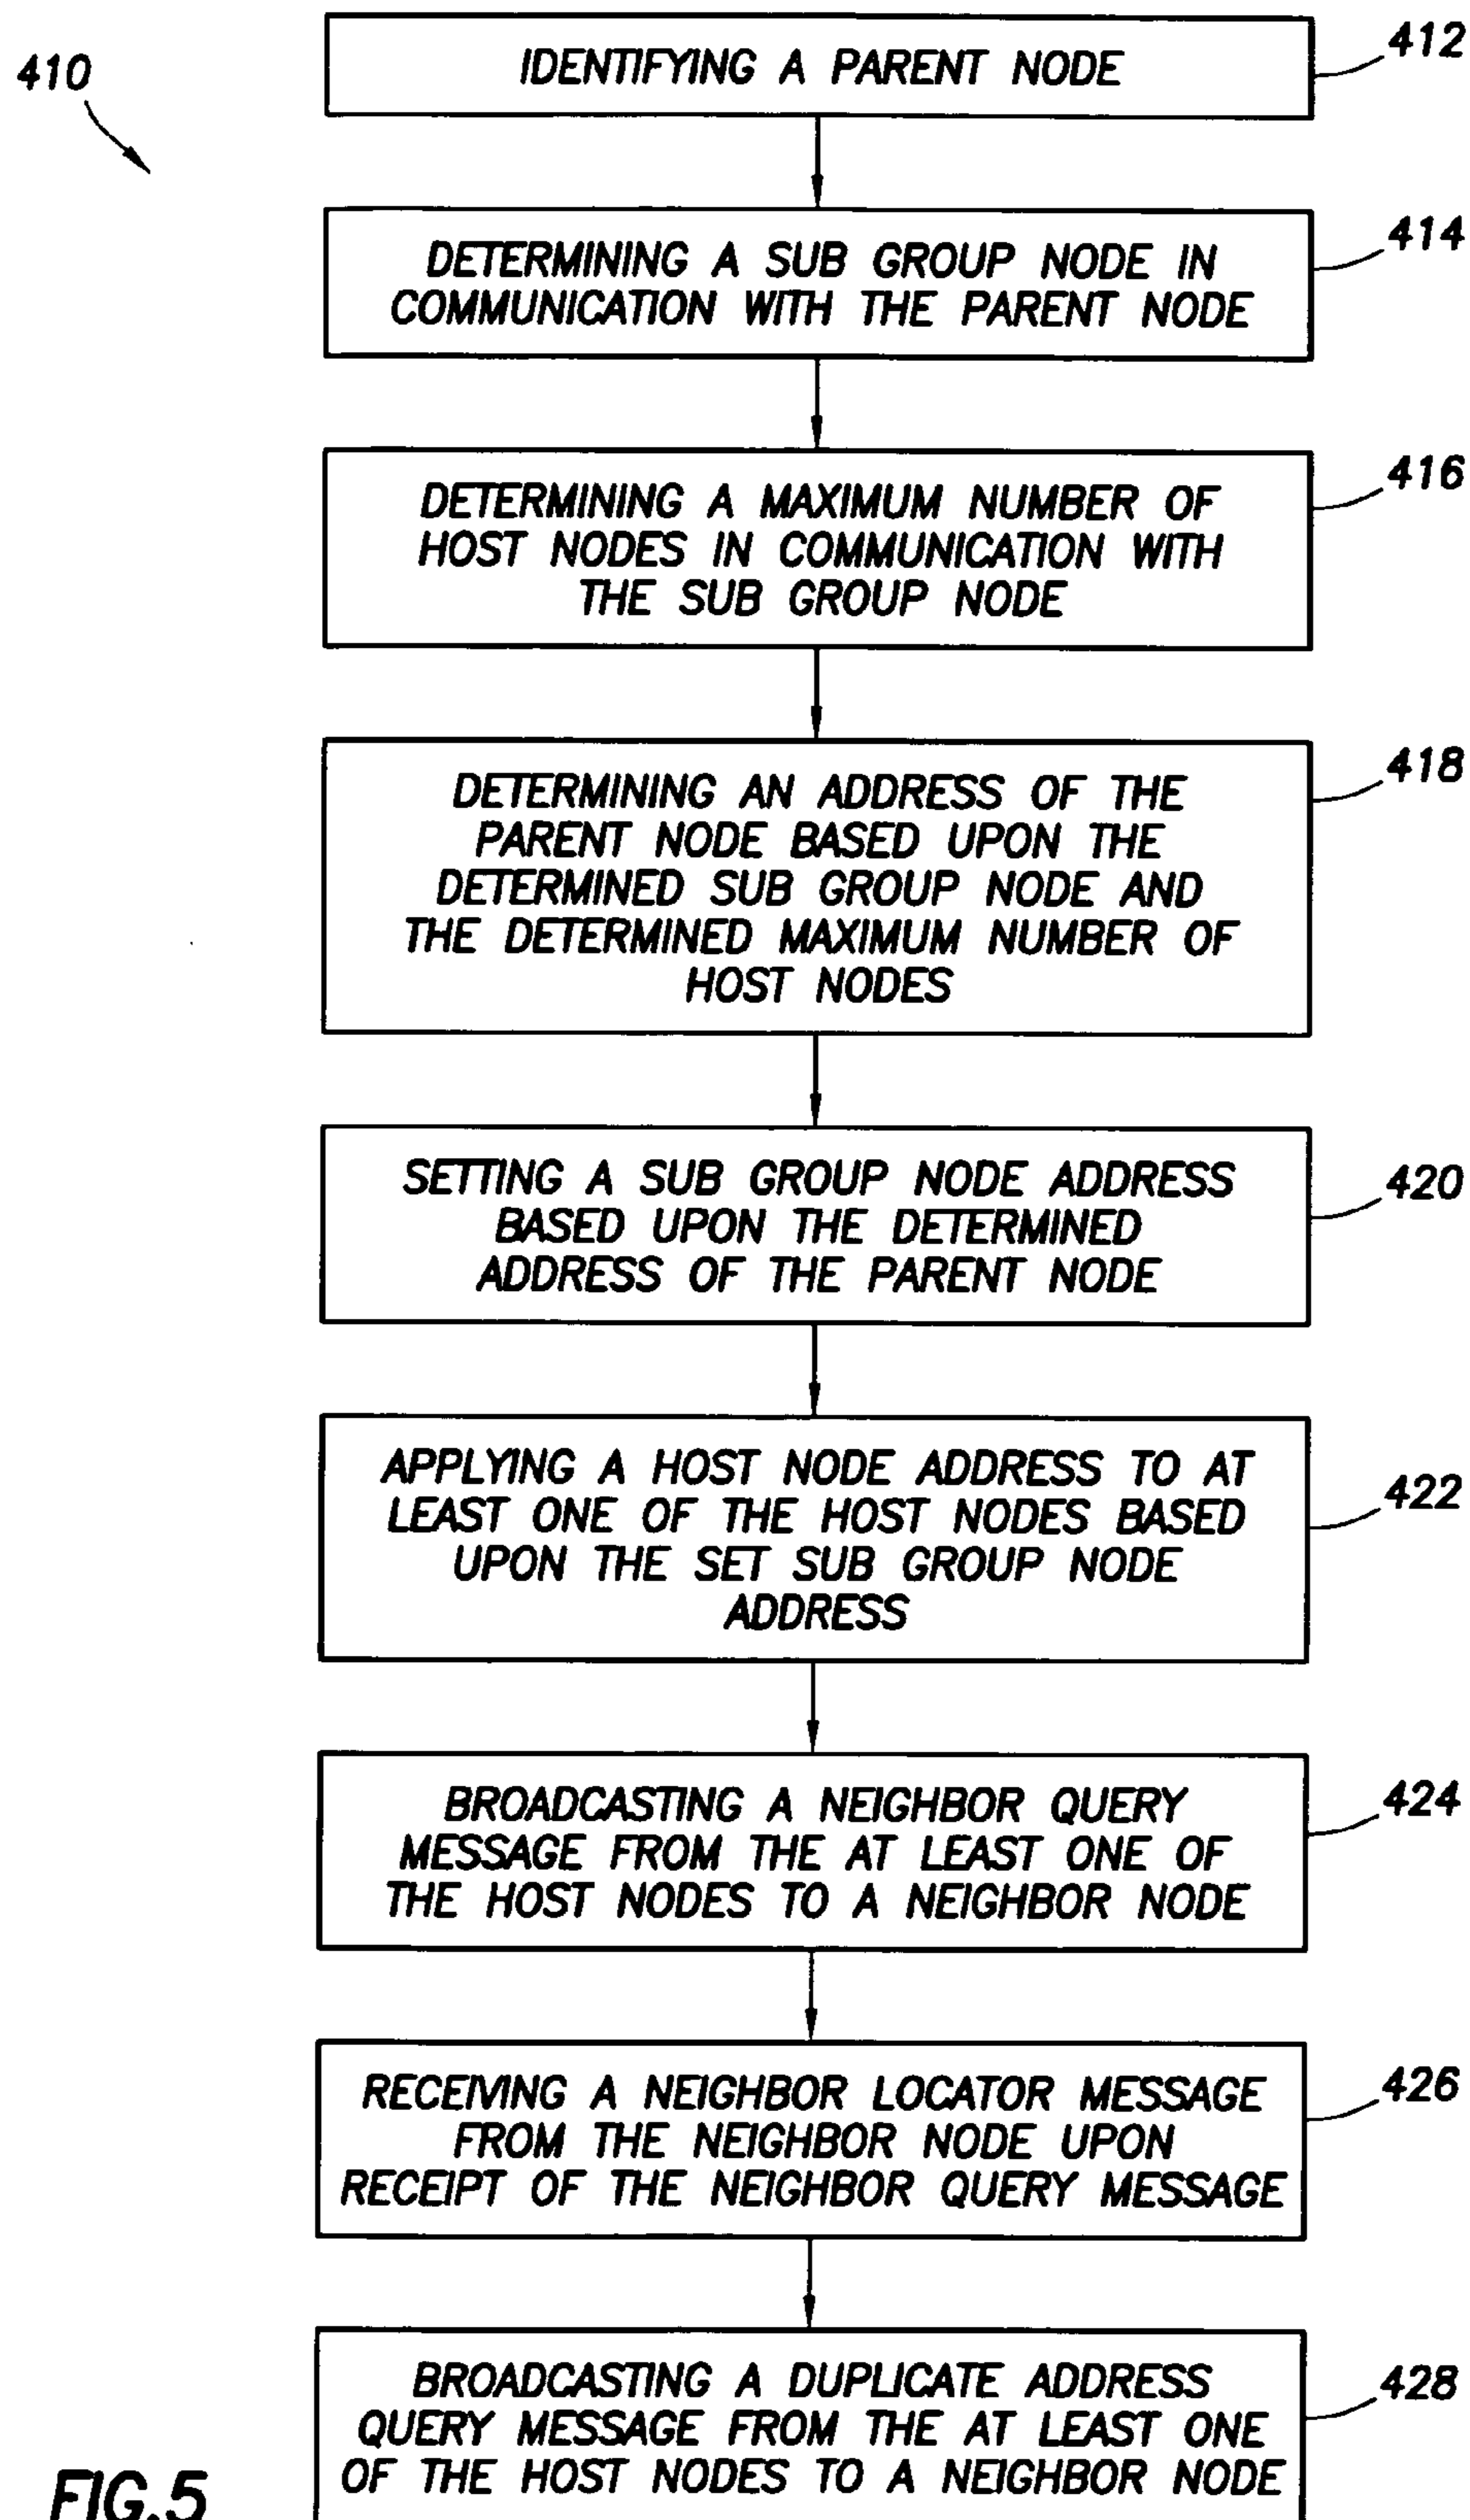 410
IDENTIFYING A PARENT NODE
412
DETERMINING A SUB GROUP NODE IN
COMMUNICATION WITH THE PARENT NODE
414
DETERMINING A MAXIMUM NUMBER OF
HOST NODES IN COMMUNICATION WITH
THE SUB GROUP NODE
416
DETERMINING AN ADDRESS OF THE
PARENT NODE BASED UPON THE
DETERMINED SUB GROUP NODE AND
THE DETERMINED MAXIMUM NUMBER OF
HOST NODES
418
SETTING A SUB GROUP NODE ADDRESS
BASED UPON THE DETERMINED
ADDRESS OF THE PARENT NODE
420
APPLYING A HOST NODE ADDRESS TO AT
LEAST ONE OF THE HOST NODES BASED
UPON THE SET SUB GROUP NODE
ADDRESS
422
BROADCASTING A NEIGHBOR QUERY
MESSAGE FROM THE AT LEAST ONE OF
THE HOST NODES TO A NEIGHBOR NODE
424
RECEIVING A NEIGHBOR LOCATOR MESSAGE
FROM THE NEIGHBOR NODE UPON
RECEIPT OF THE NEIGHBOR QUERY MESSAGE
426
BROADCASTING A DUPLICATE ADDRESS
QUERY MESSAGE FROM THE AT LEAST ONE
OF THE HOST NODES TO A NEIGHBOR NODE
428
FIG.5